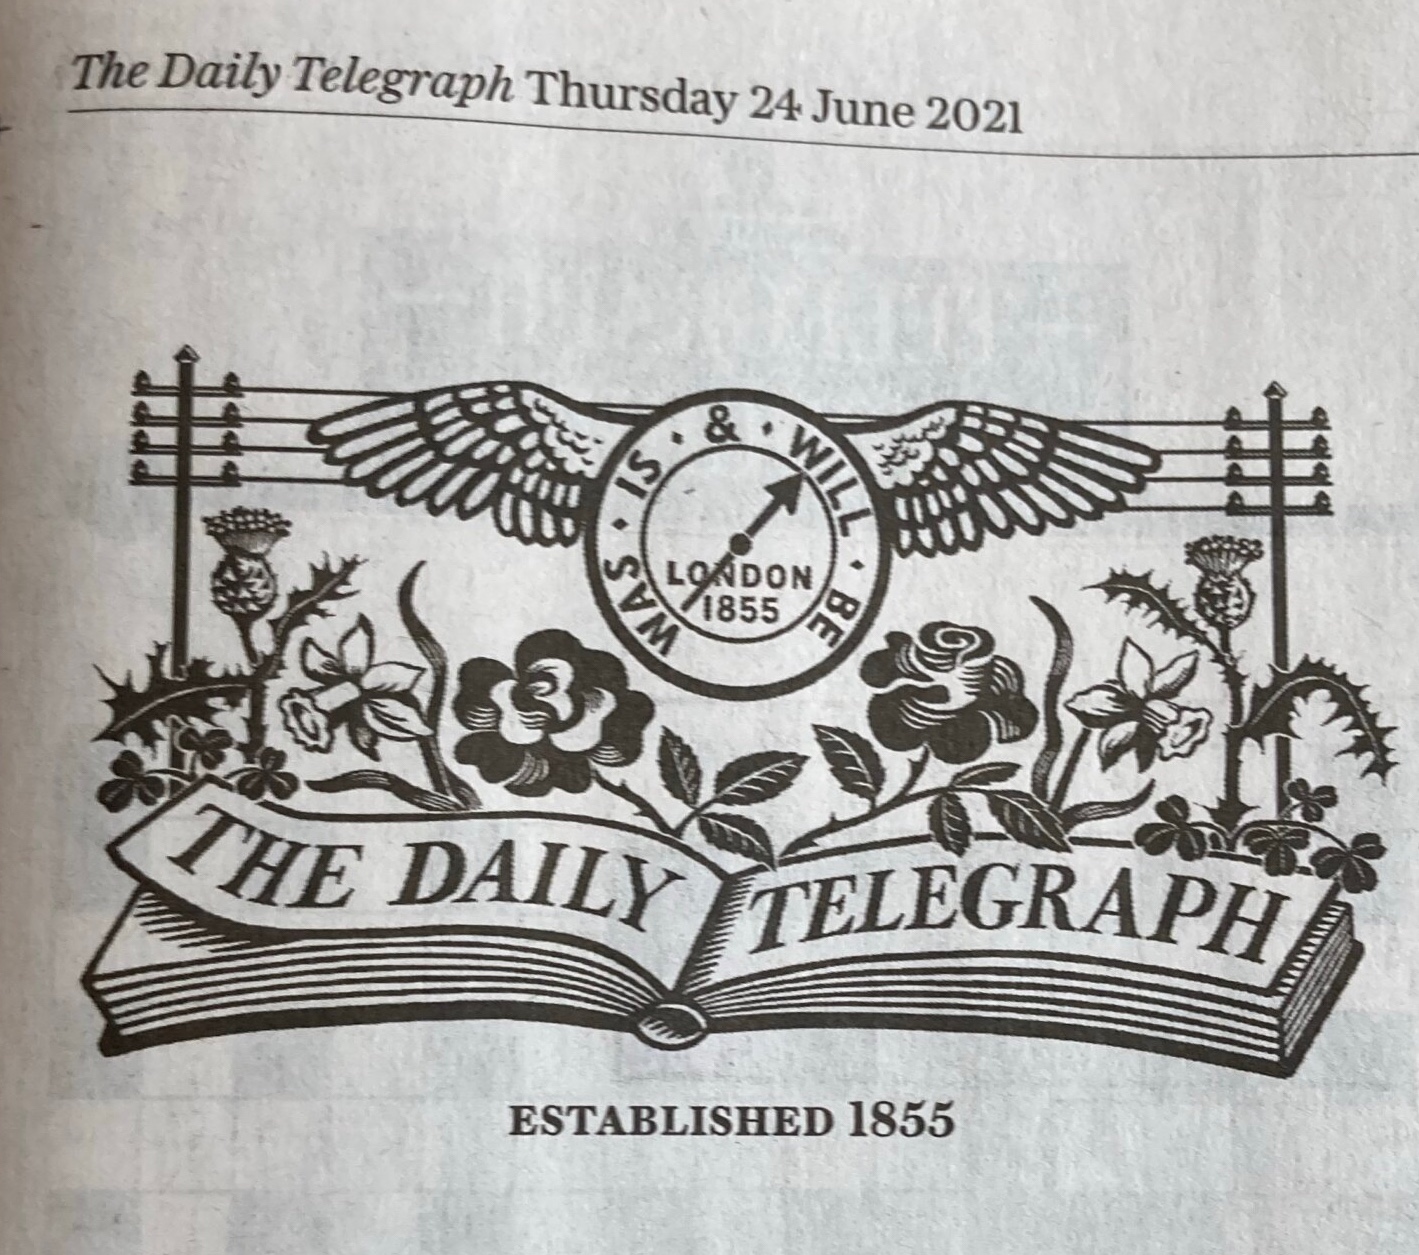 The Daily Telegraph Thursday 24 June 2021
WAS · IS · & · WILL · BE
LONDON
1855
THE DAILY TELEGRAPH
ESTABLISHED 1855